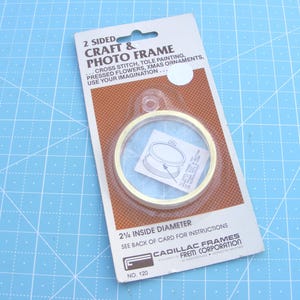 2 SIDED
CRAFT &
PHOTO FRAME
... CROSS STITCH, TOLE PAINTING,
PRESSED FLOWERS, XMAS ORNAMENTS,
USE YOUR IMAGINATION . . .
2¼ INSIDE DIAMETER
SEE BACK OF CARD FOR INSTRUCTIONS
CADILLAC FRAMES
PREM CORPORATION
NO. 120